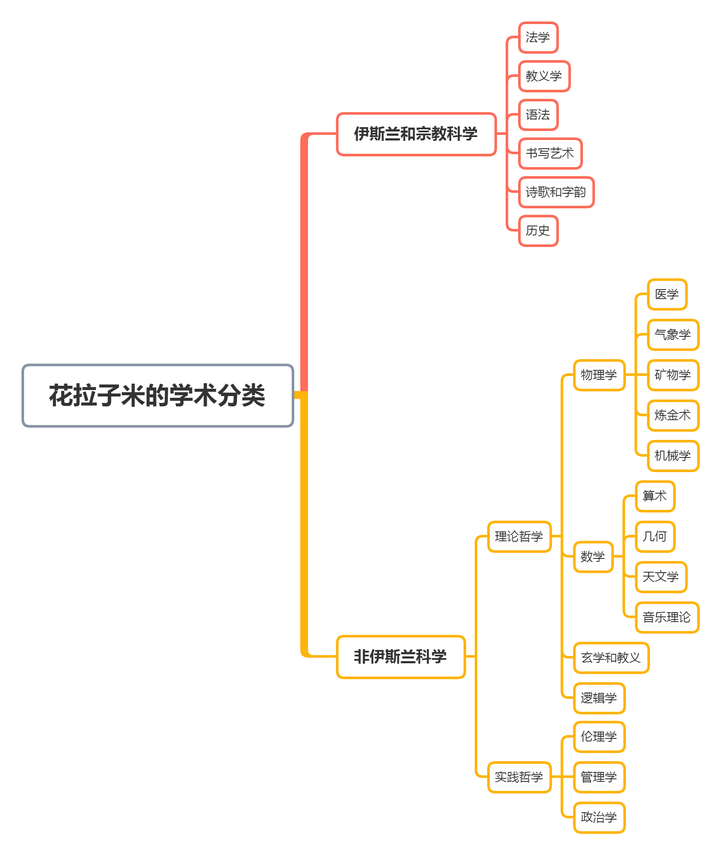 花拉子米的学术分类
伊斯兰和宗教科学
法学
教义学
语法
书写艺术
诗歌和字韵
历史
非伊斯兰科学
理论哲学
物理学
医学
气象学
矿物学
炼金术
机械学
数学
算术
几何
天文学
音乐理论
玄学和教义
逻辑学
实践哲学
伦理学
管理学
政治学